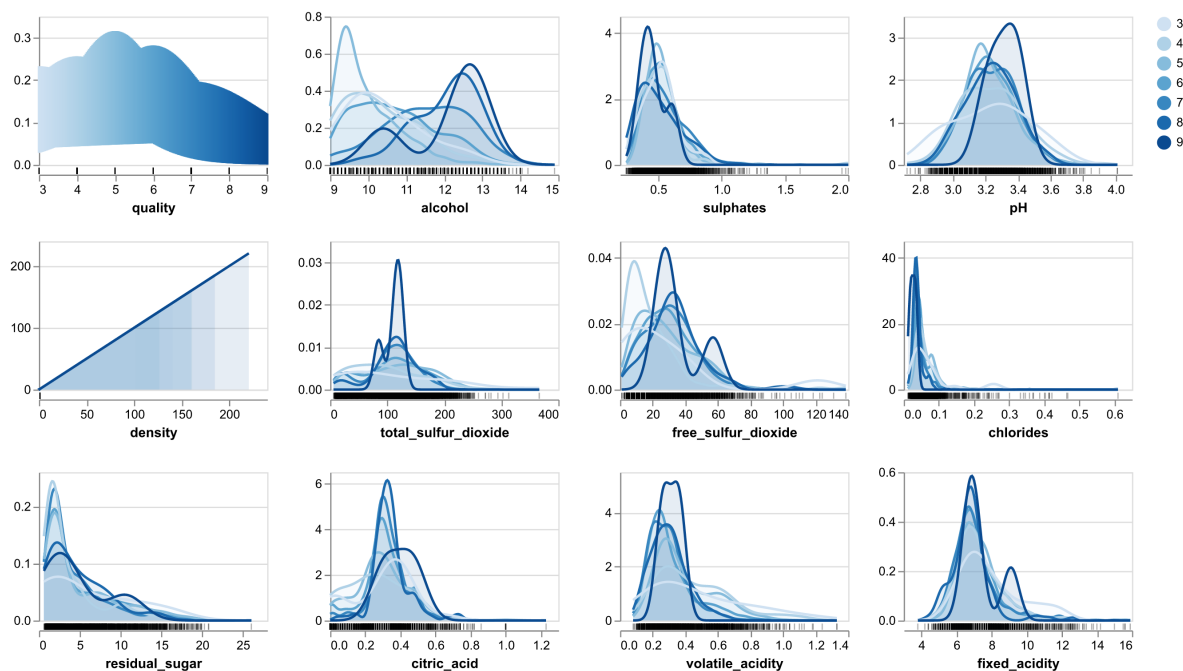 0.3
0.2
0.1
0.0
3 4 5 6 7 8 9
quality
0.8
0.6
0.4
0.2
0.0
9 10 11 12 13 14 15
alcohol
4
2
0
0.5 1.0 1.5 2.0
sulphates
3
2
1
0
2.8 3.0 3.2 3.4 3.6 3.8 4.0
pH
3
4
5
6
7
8
9
200
100
0
0 50 100 150 200
density
0.03
0.02
0.01
0.00
0 100 200 300 400
total_sulfur_dioxide
0.04
0.02
0.00
0 20 40 60 80 100 120 140
free_sulfur_dioxide
40
20
0
0.0 0.1 0.2 0.3 0.4 0.5 0.6
chlorides
0.2
0.1
0.0
0 5 10 15 20 25
residual_sugar
6
4
2
0
0.0 0.2 0.4 0.6 0.8 1.0 1.2
citric_acid
6
4
2
0
0.0 0.2 0.4 0.6 0.8 1.0 1.2 1.4
volatile_acidity
0.6
0.4
0.2
0.0
4 6 8 10 12 14 16
fixed_acidity